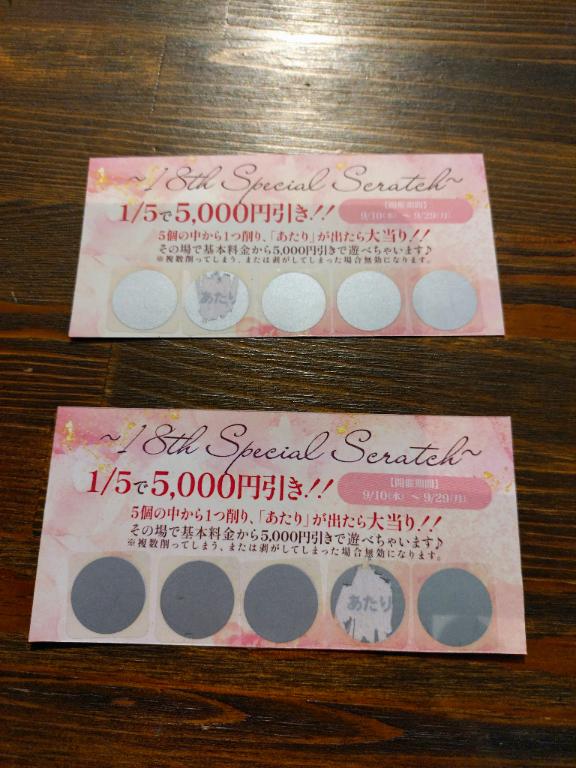 ~18th Special Scratch~
1/5で5,000円引き!!
【開催期間】
9/10(水) ~ 9/29(月)
5個の中から1つ削り、「あたり」が出たら大当り!!
その場で基本料金から5,000円引きで遊べちゃいます♪
※複数削ってしまう、または剥がしてしまった場合無効になります。
あたり
~18th Special Scratch~
1/5で5,000円引き!!
【開催期間】
9/10(水) ~ 9/29(月)
5個の中から1つ削り、「あたり」が出たら大当り!!
その場で基本料金から5,000円引きで遊べちゃいます♪
※複数削ってしまう、または剥がしてしまった場合無効になります。
あたり